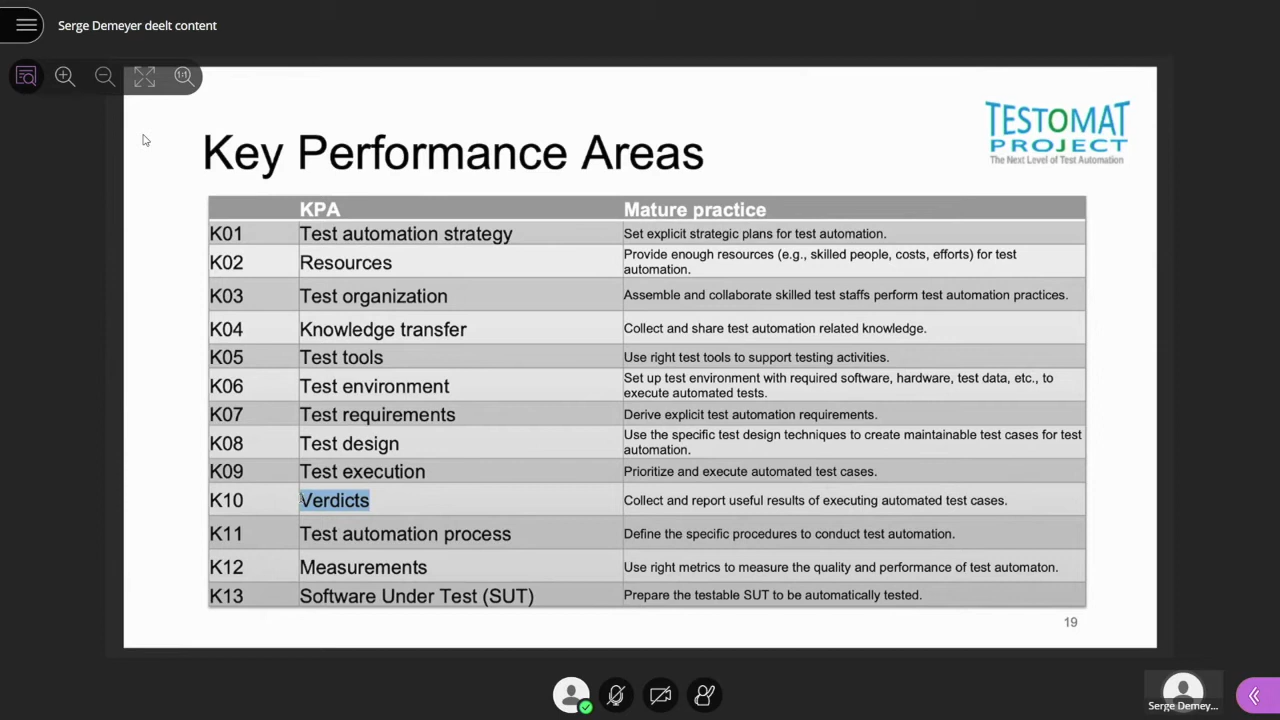 Serge Demeyer deelt content
1:1
TESTOMAT
PROJECT
The Next Level of Test Automation
Key Performance Areas
KPA Mature practice
K01 Test automation strategy Set explicit strategic plans for test automation.
K02 Resources Provide enough resources (e.g., skilled people, costs, efforts) for test
automation.
K03 Test organization Assemble and collaborate skilled test staffs perform test automation practices.
K04 Knowledge transfer Collect and share test automation related knowledge.
K05 Test tools Use right test tools to support testing activities.
K06 Test environment Set up test environment with required software, hardware, test data, etc., to
execute automated tests.
K07 Test requirements Derive explicit test automation requirements.
K08 Test design Use the specific test design techniques to create maintainable test cases for test
automation.
K09 Test execution Prioritize and execute automated test cases.
K10 Verdicts Collect and report useful results of executing automated test cases.
K11 Test automation process Define the specific procedures to conduct test automation.
K12 Measurements Use right metrics to measure the quality and performance of test automaton.
K13 Software Under Test (SUT) Prepare the testable SUT to be automatically tested.
19
Serge Demey...